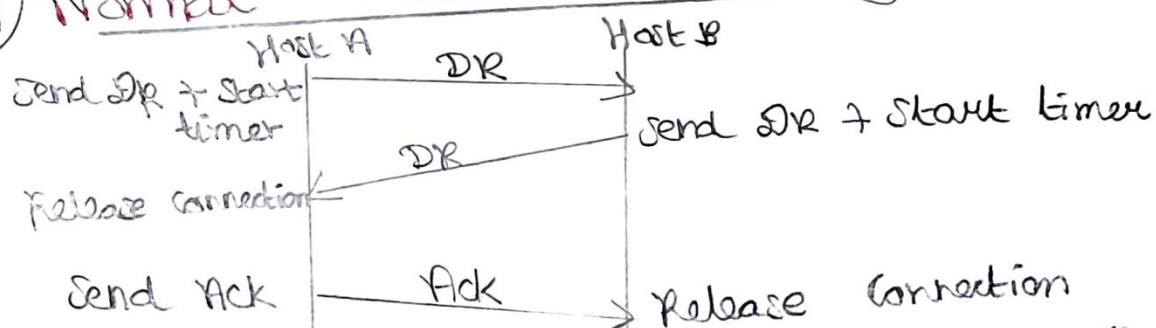 ) Normal
Host A Host B
Send DR + Start timer
DR
Send DR + Start timer
DR
Release Connection
Send Ack
Ack
Release Connection